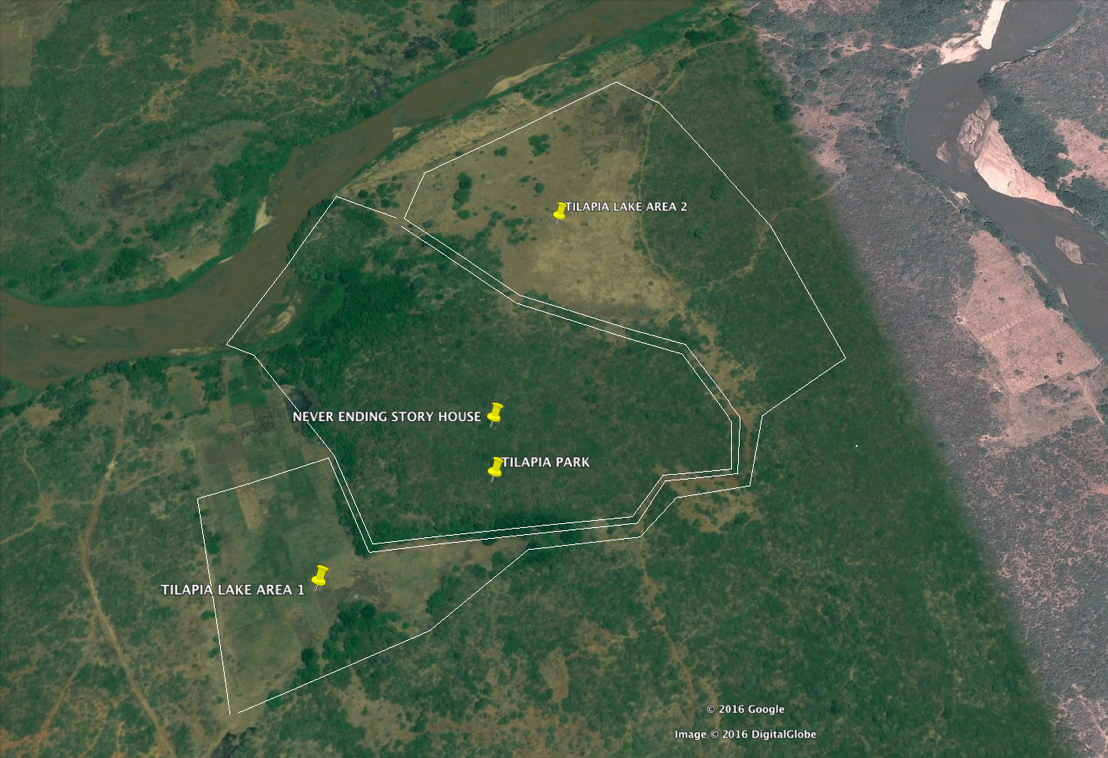 TILAPIA LAKE AREA 2
NEVER ENDING STORY HOUSE
TILAPIA PARK
TILAPIA LAKE AREA 1
© 2016 Google
Image © 2016 DigitalGlobe